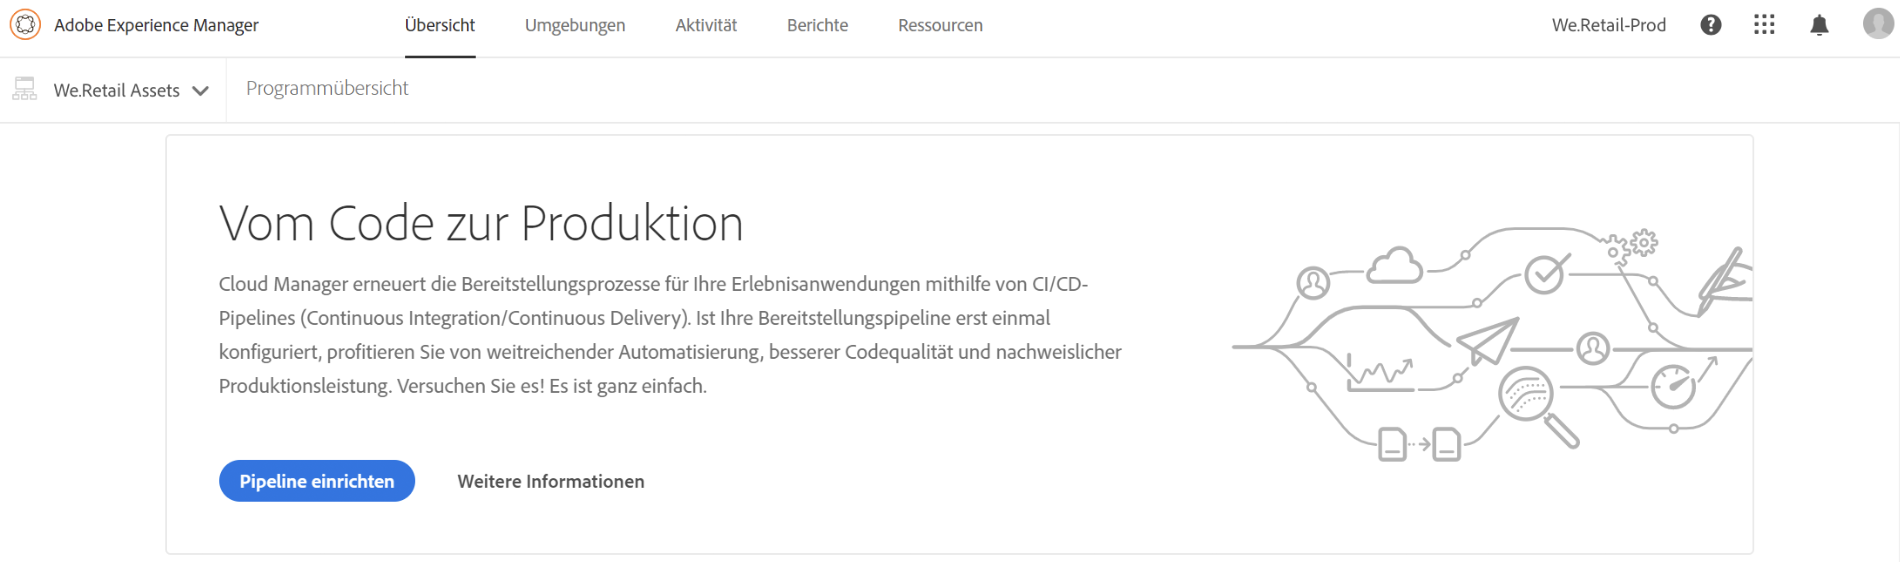 Adobe Experience Manager Übersicht Umgebungen Aktivität Berichte Ressourcen We.Retail-Prod ?
We.Retail Assets Programmübersicht
Vom Code zur Produktion
Cloud Manager erneuert die Bereitstellungsprozesse für Ihre Erlebnisanwendungen mithilfe von CI/CD-
Pipelines (Continuous Integration/Continuous Delivery). Ist Ihre Bereitstellungspipeline erst einmal
konfiguriert, profitieren Sie von weitreichender Automatisierung, besserer Codequalität und nachweislicher
Produktionsleistung. Versuchen Sie es! Es ist ganz einfach.
Pipeline einrichten Weitere Informationen